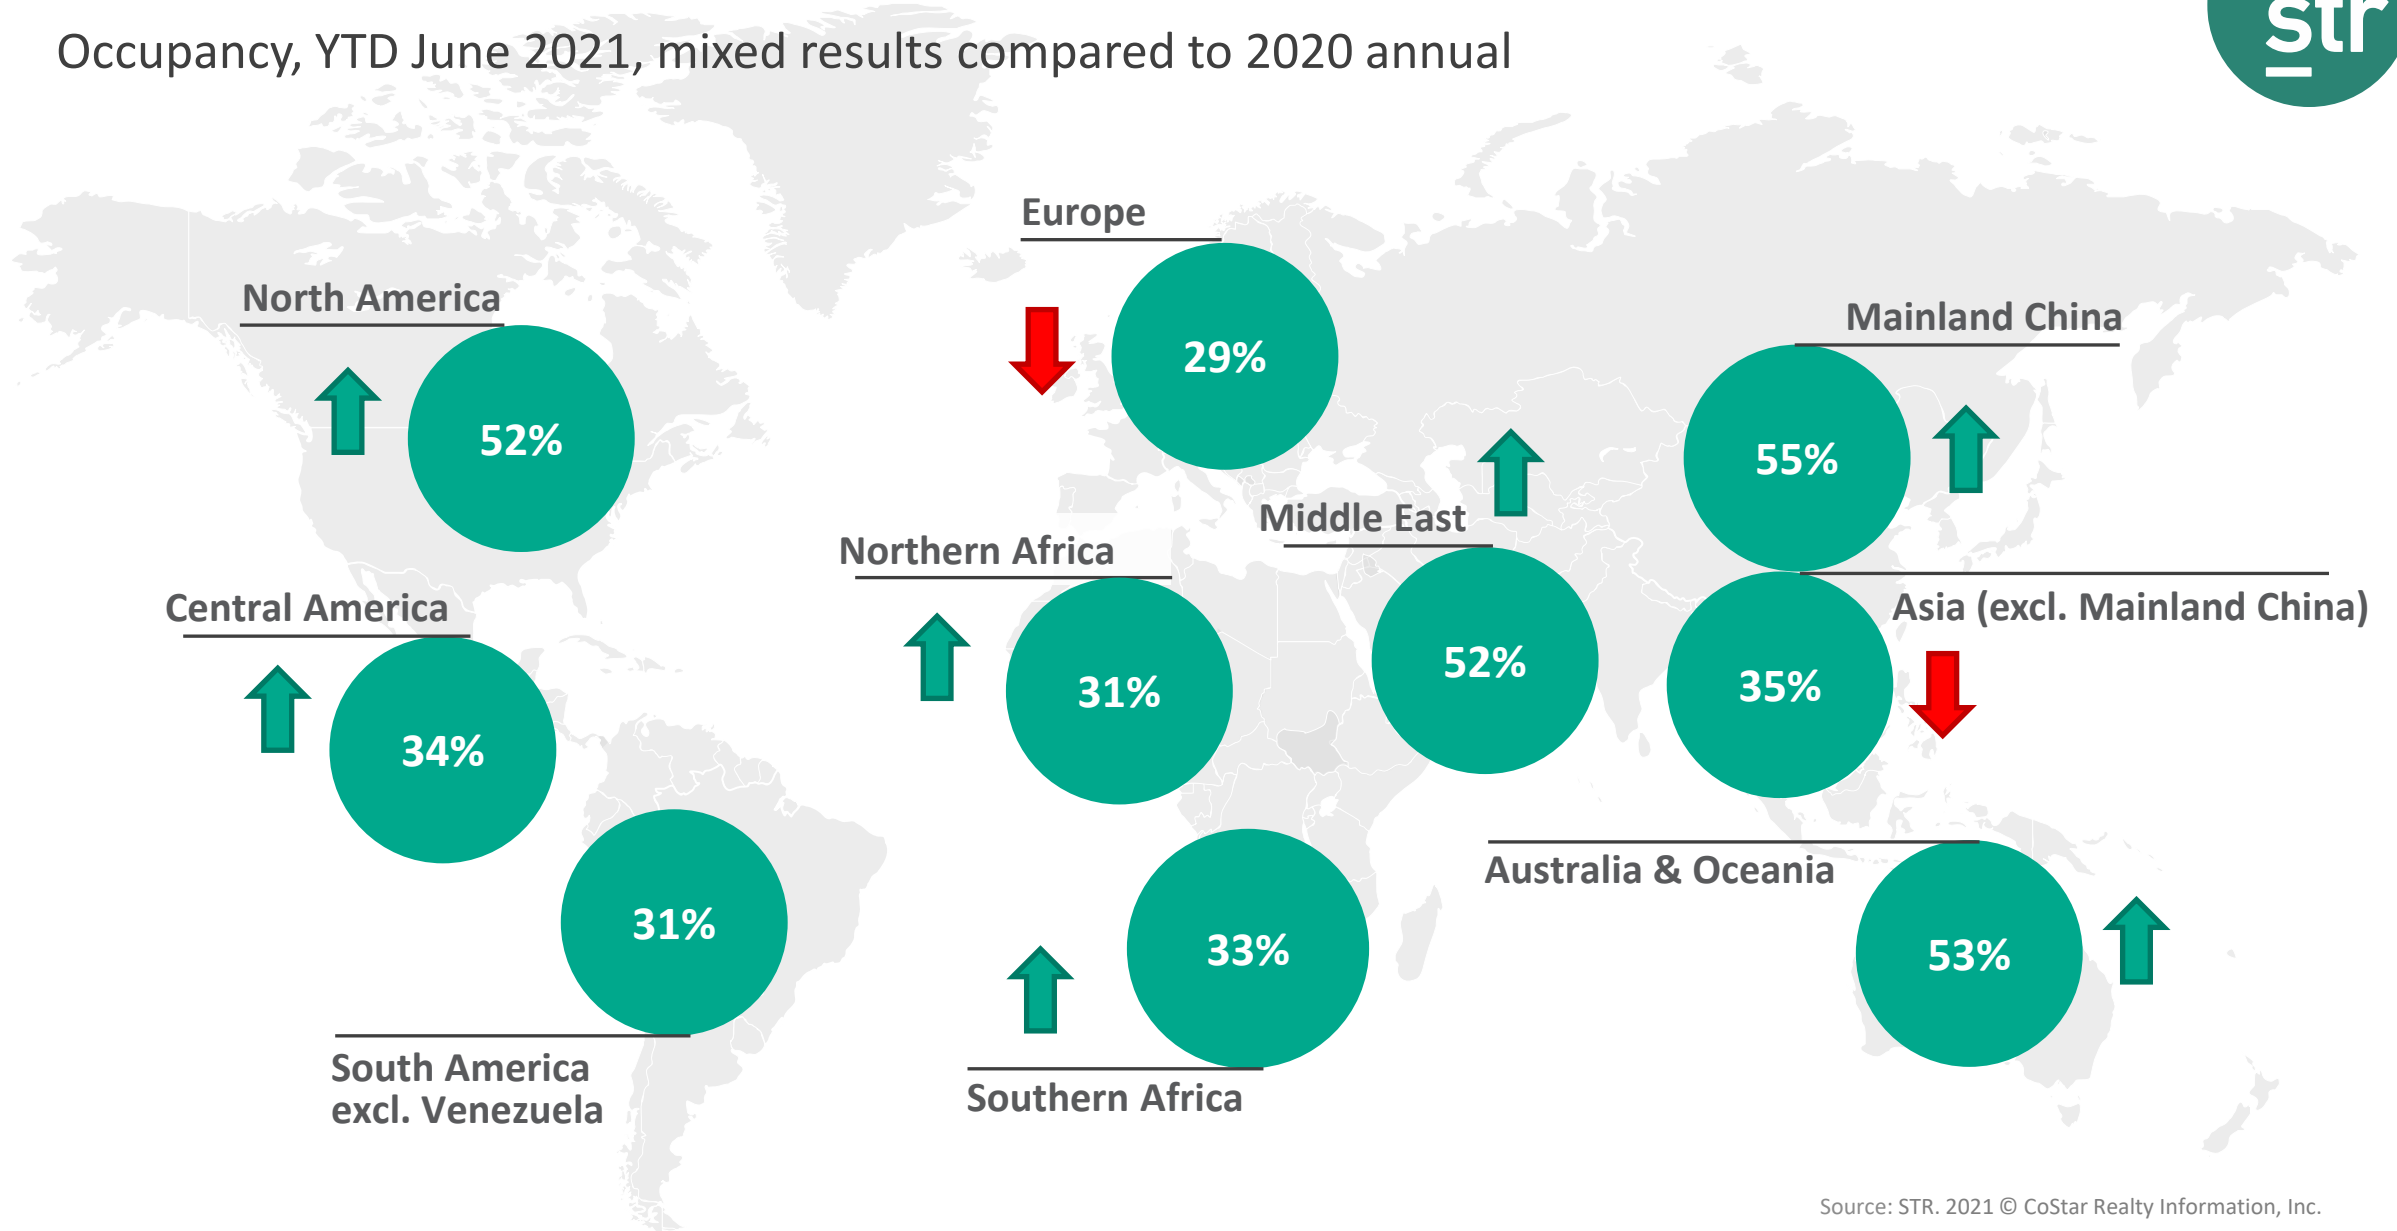 Occupancy, YTD June 2021, mixed results compared to 2020 annual
str
Europe
29%
North America
52%
Mainland China
55%
Middle East
52%
Northern Africa
31%
Central America
34%
Asia (excl. Mainland China)
35%
31%
South America
excl. Venezuela
33%
Southern Africa
Australia & Oceania
53%
Source: STR. 2021 © CoStar Realty Information, Inc.